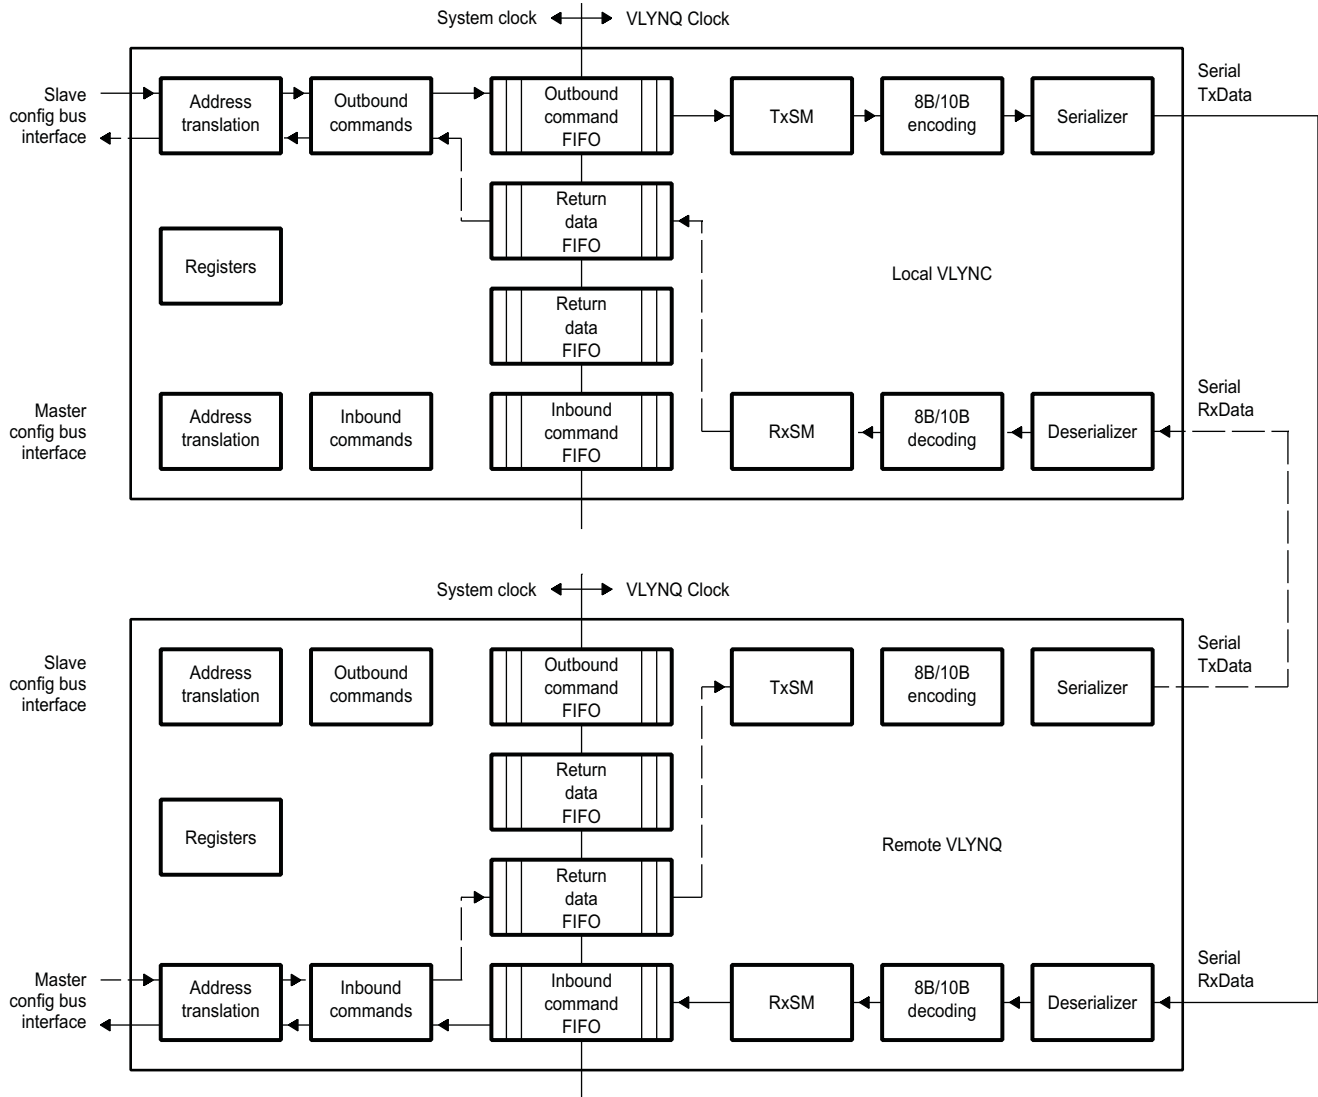 System clock
VLYNQ Clock
Slave
config bus
interface
Address
translation
Outbound
commands
Outbound
command
FIFO
TxSM
8B/10B
encoding
Serializer
Serial
TxData
Return
data
FIFO
Registers
Local VLYNC
Return
data
FIFO
Master
config bus
interface
Address
translation
Inbound
commands
Inbound
command
FIFO
RxSM
8B/10B
decoding
Deserializer
Serial
RxData
System clock
VLYNQ Clock
Slave
config bus
interface
Address
translation
Outbound
commands
Outbound
command
FIFO
TxSM
8B/10B
encoding
Serializer
Serial
TxData
Return
data
FIFO
Registers
Remote VLYNQ
Return
data
FIFO
Master
config bus
interface
Address
translation
Inbound
commands
Inbound
command
FIFO
RxSM
8B/10B
decoding
Deserializer
Serial
RxData